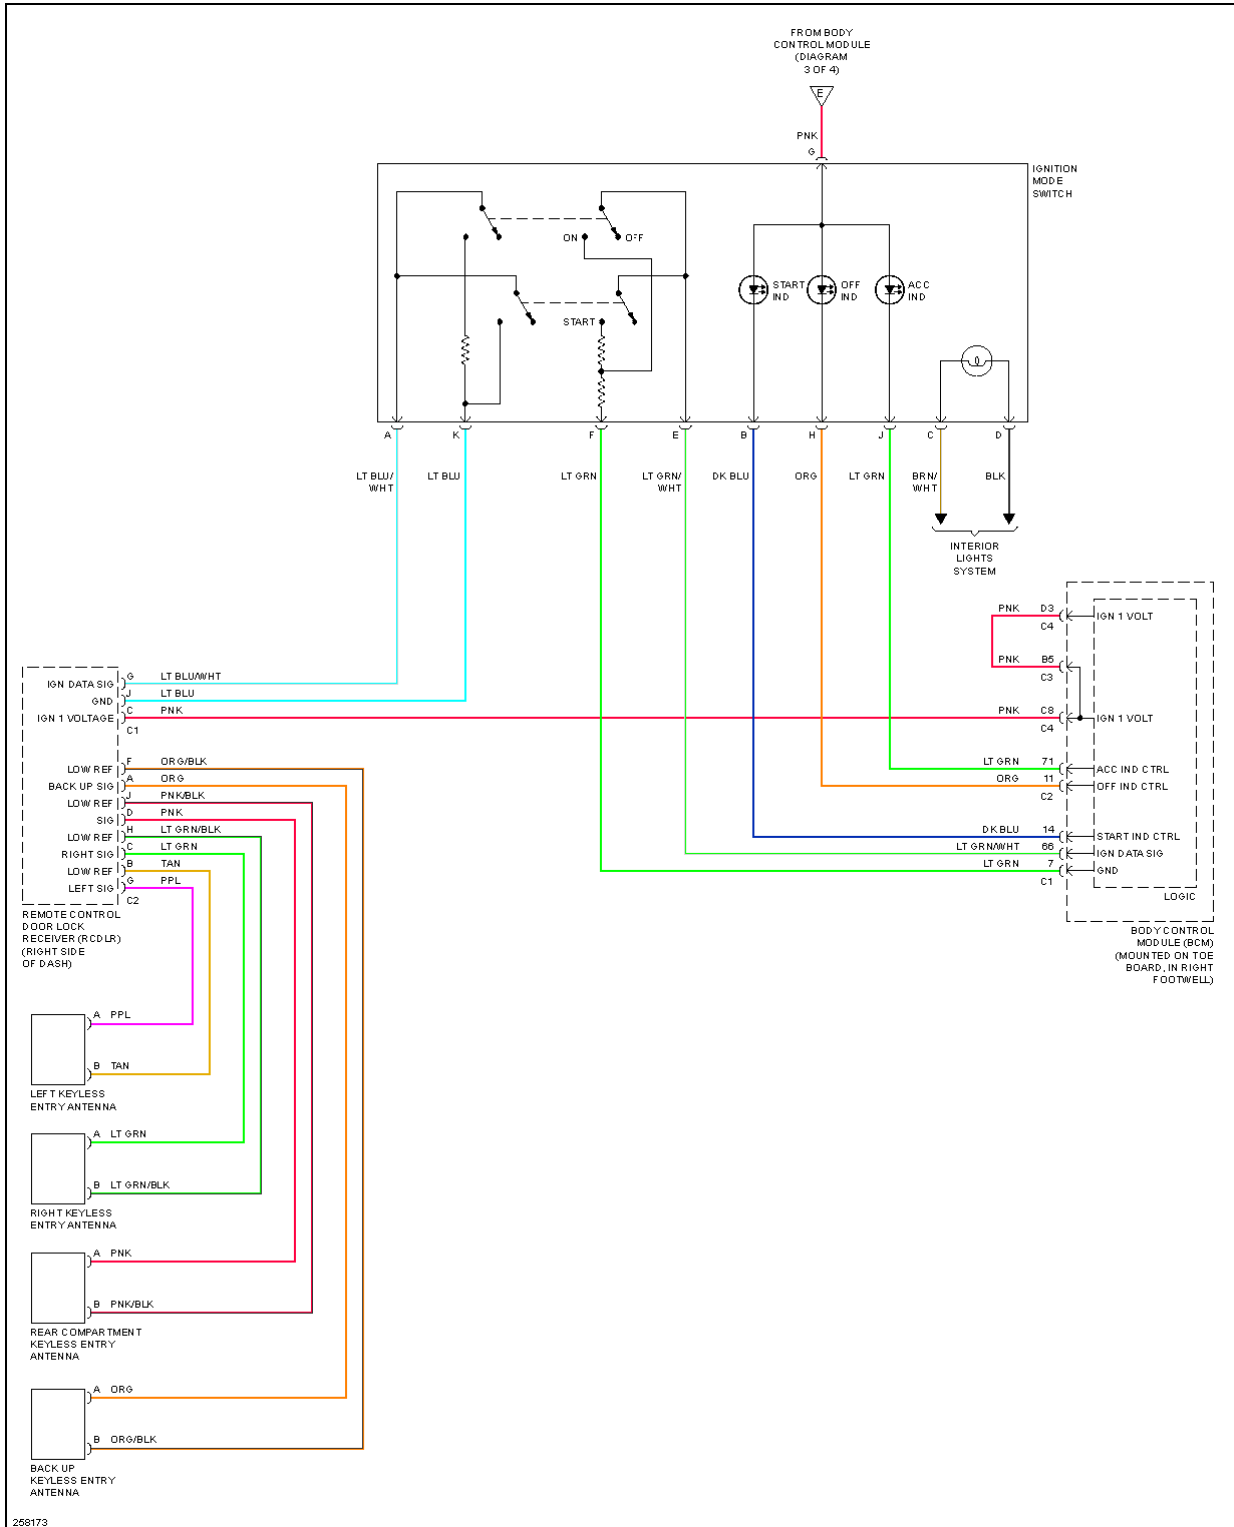 FROM BODY
CONTROL MODULE
(DIAGRAM
3 OF 4)
E
PNK
G
IGNITION
MODE
SWITCH
ON
OFF
START
START
IND
OFF
IND
ACC
IND
A
K
F
E
B
H
J
C
D
LT BLU/
WHT
LT BLU
LT GRN
LT GRN/
WHT
DK BLU
ORG
LT GRN
BRN/
WHT
BLK
INTERIOR
LIGHTS
SYSTEM
PNK D3 IGN 1 VOLT
C4
PNK B5
C3
PNK C8 IGN 1 VOLT
C4
LT GRN 71 ACC IND CTRL
ORG 11 OFF IND CTRL
C2
DK BLU 14 START IND CTRL
LT GRN/WHT 66 IGN DATA SIG
LT GRN 7 GND
C1
LOGIC
BODY CONTROL
MODULE (BCM)
(MOUNTED ON TOE
BOARD, IN RIGHT
FOOTWELL)
IGN DATA SIG G LT BLU/WHT
GND J LT BLU
IGN 1 VOLTAGE C PNK
C1
LOW REF F ORG/BLK
BACK UP SIG A ORG
LOW REF J PNK/BLK
SIG D PNK
LOW REF H LT GRN/BLK
RIGHT SIG C LT GRN
LOW REF B TAN
LEFT SIG G PPL
C2
REMOTE CONTROL
DOOR LOCK
RECEIVER (RCDLR)
(RIGHT SIDE
OF DASH)
A PPL
B TAN
LEFT KEYLESS
ENTRY ANTENNA
A LT GRN
B LT GRN/BLK
RIGHT KEYLESS
ENTRY ANTENNA
A PNK
B PNK/BLK
REAR COMPARTMENT
KEYLESS ENTRY
ANTENNA
A ORG
B ORG/BLK
BACK UP
KEYLESS ENTRY
ANTENNA
258173